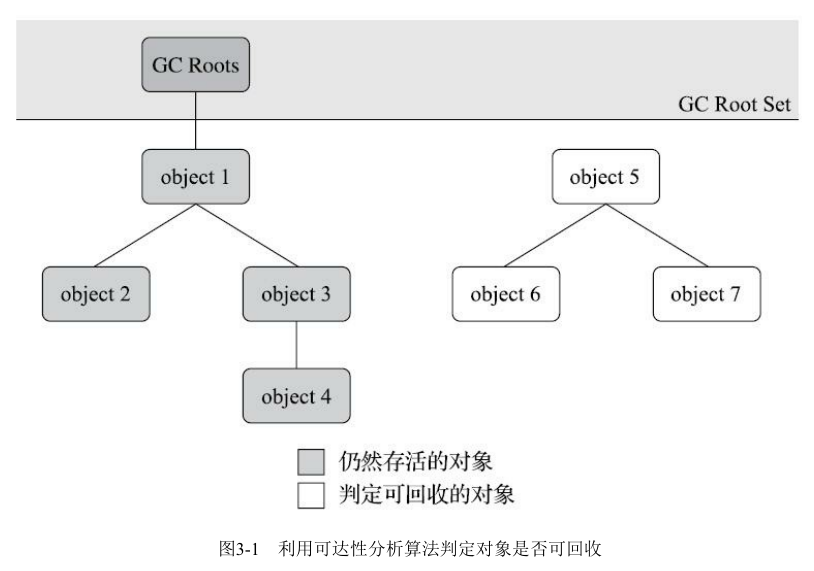 GC Roots
GC Root Set
object 1
object 5
object 2
object 3
object 6
object 7
object 4
仍然存活的对象
判定可回收的对象
图3-1 利用可达性分析算法判定对象是否可回收